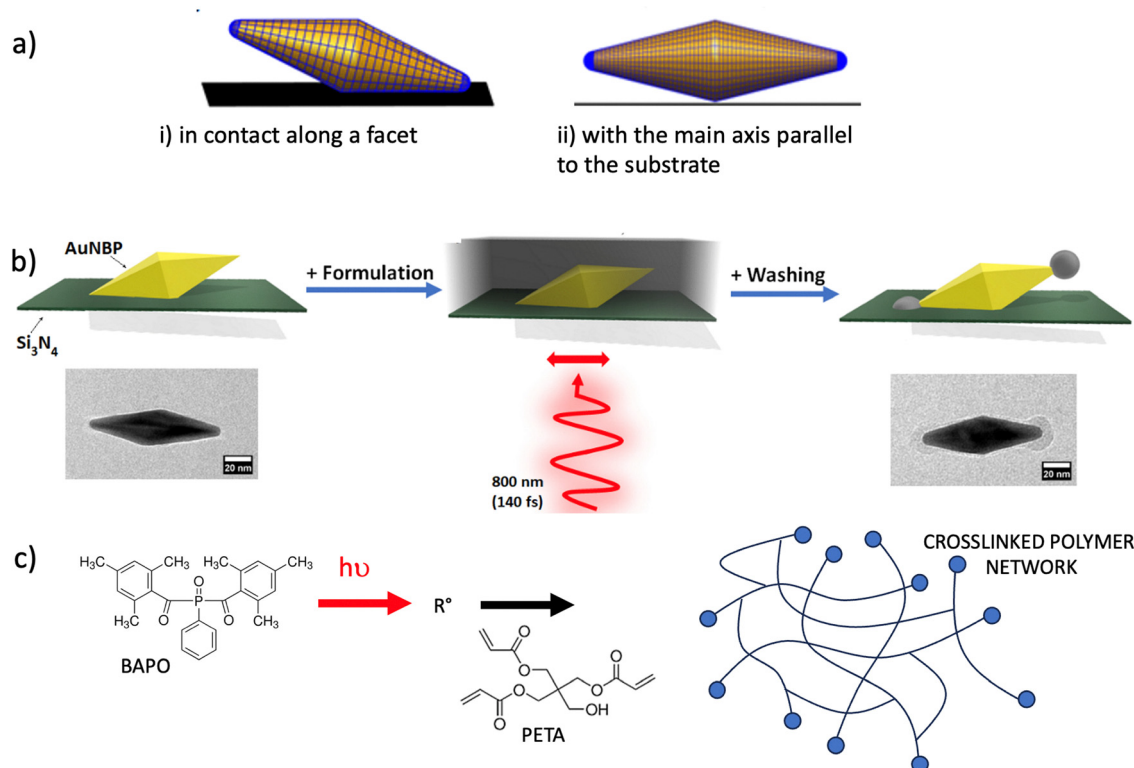 a)
i) in contact along a facet
ii) with the main axis parallel
to the substrate
b)
AuNBP
Si3N4
+ Formulation
+ Washing
20 nm
800 nm
(140 fs)
20 nm
c)
CH3
CH3
H3C
CH3
H3C
O
P
O
O
CH3
BAPO
hυ
R°
O
O
O
O
O
O
OH
PETA
CROSSLINKED POLYMER
NETWORK